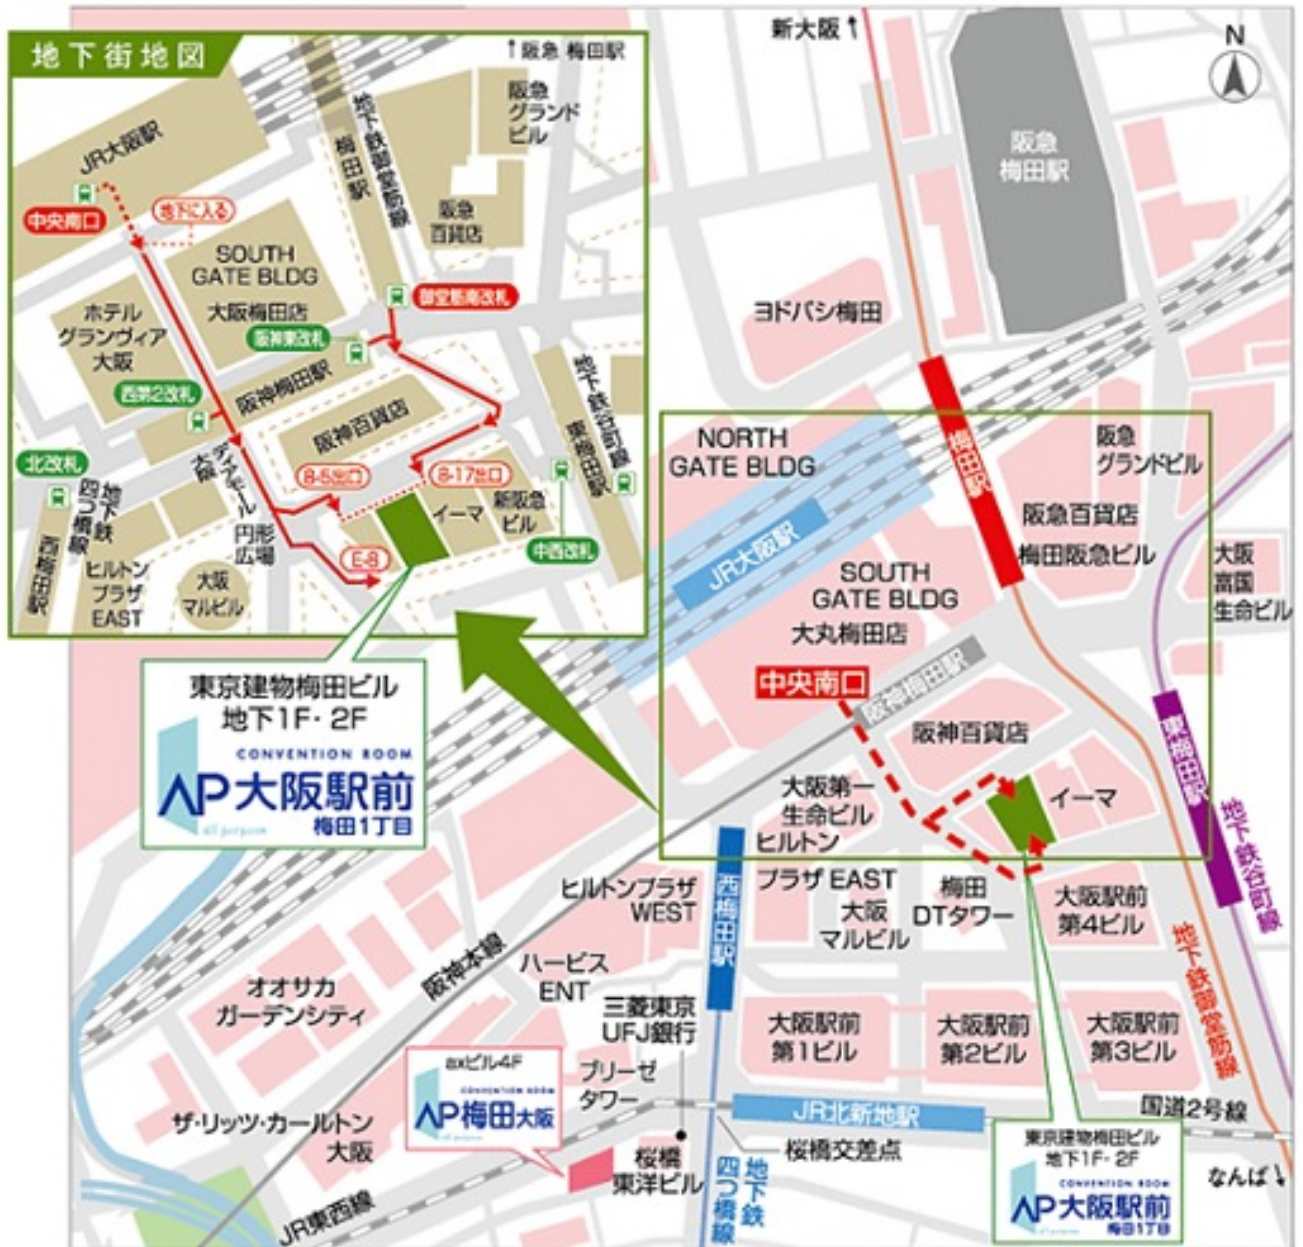 地下街地図
↑阪急 梅田駅
阪急
グランド
ビル
JR大阪駅
中央南口
地下に入る
梅田駅
地下鉄御堂筋線
阪急
百貨店
SOUTH
GATE BLDG
大阪梅田店
ホテル
グランヴィア
大阪
御堂筋南改札
阪神東改札
西第2改札
阪神梅田駅
阪神百貨店
地下鉄谷町線
東梅田駅
北改札
地下鉄
四つ橋線
西梅田駅
ディアモール
大阪
8-5出口
8-17出口
イーマ
新阪急
ビル
中西改札
円形
広場
E-8
ヒルトン
プラザ
EAST
大阪
マルビル
東京建物梅田ビル
地下1F・2F
CONVENTION ROOM
AP大阪駅前
梅田1丁目
all purpose
新大阪↑
N
阪急
梅田駅
ヨドバシ梅田
NORTH
GATE BLDG
梅田駅
阪急
グランドビル
JR大阪駅
阪急百貨店
梅田阪急ビル
大阪
富国
生命ビル
SOUTH
GATE BLDG
大丸梅田店
中央南口
阪神梅田駅
阪神百貨店
東梅田駅
地下鉄谷町線
大阪第一
生命ビル
イーマ
ヒルトン
プラザ EAST
西梅田駅
ヒルトンプラザ
WEST
大阪
マルビル
梅田
DTタワー
大阪駅前
第4ビル
地下鉄御堂筋線
阪神本線
ハービス
ENT
オオサカ
ガーデンシティ
三菱東京
UFJ銀行
大阪駅前
第1ビル
大阪駅前
第2ビル
大阪駅前
第3ビル
axビル4F
CONVENTION ROOM
AP梅田大阪
ブリーゼ
タワー
JR北新地駅
国道2号線
ザ・リッツ・カールトン
大阪
桜橋
東洋ビル
桜橋交差点
地下鉄
四つ橋線
JR東西線
東京建物梅田ビル
地下1F・2F
CONVENTION ROOM
AP大阪駅前
梅田1丁目
なんば↓